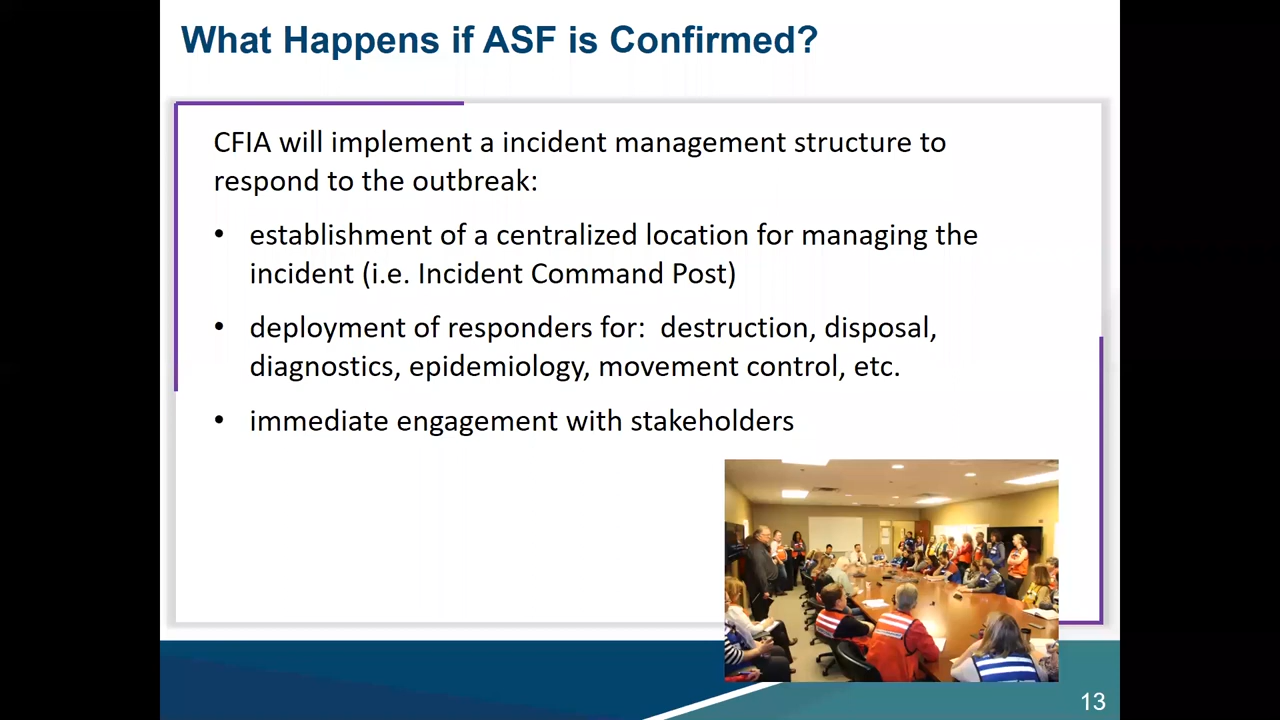 What Happens if ASF is Confirmed?
CFIA will implement a incident management structure to
respond to the outbreak:
• establishment of a centralized location for managing the
incident (i.e. Incident Command Post)
• deployment of responders for:  destruction, disposal,
diagnostics, epidemiology, movement control, etc.
• immediate engagement with stakeholders
13